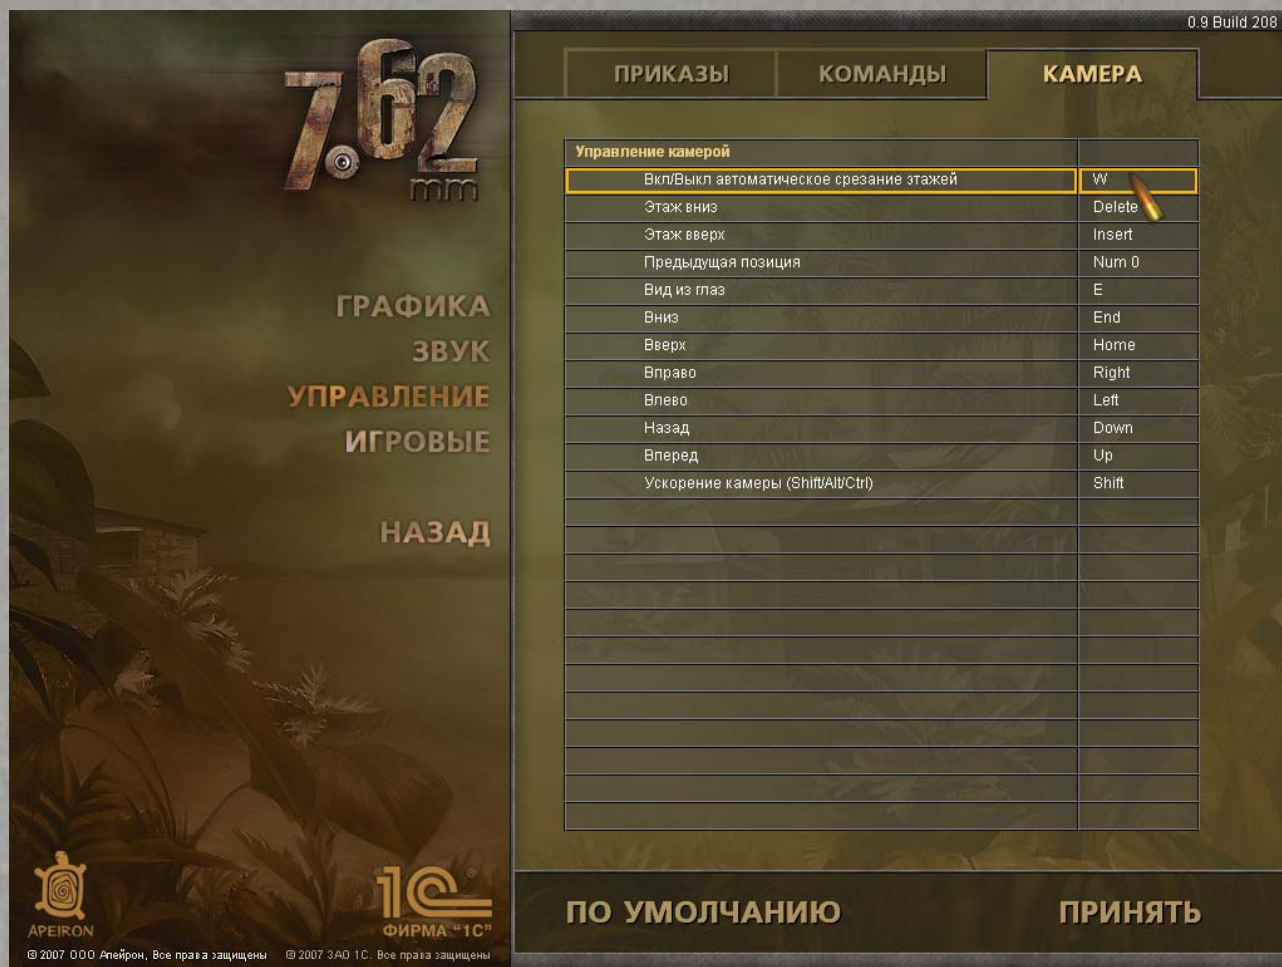 0.9 Build 208
7.62
mm
ГРАФИКА
ЗВУК
УПРАВЛЕНИЕ
ИГРОВЫЕ
НАЗАД
ПРИКАЗЫ КОМАНДЫ КАМЕРА
Управление камерой
Вкл/Выкл автоматическое срезание этажей W
Этаж вниз Delete
Этаж вверх Insert
Предыдущая позиция Num 0
Вид из глаз E
Вниз End
Вверх Home
Вправо Right
Влево Left
Назад Down
Вперед Up
Ускорение камеры (Shift/Alt/Ctrl) Shift
APEIRON
1C®
ФИРМА "1С"
© 2007 ООО Апейрон, Все права защищены © 2007 ЗАО 1С. Все права защищены
ПО УМОЛЧАНИЮ ПРИНЯТЬ